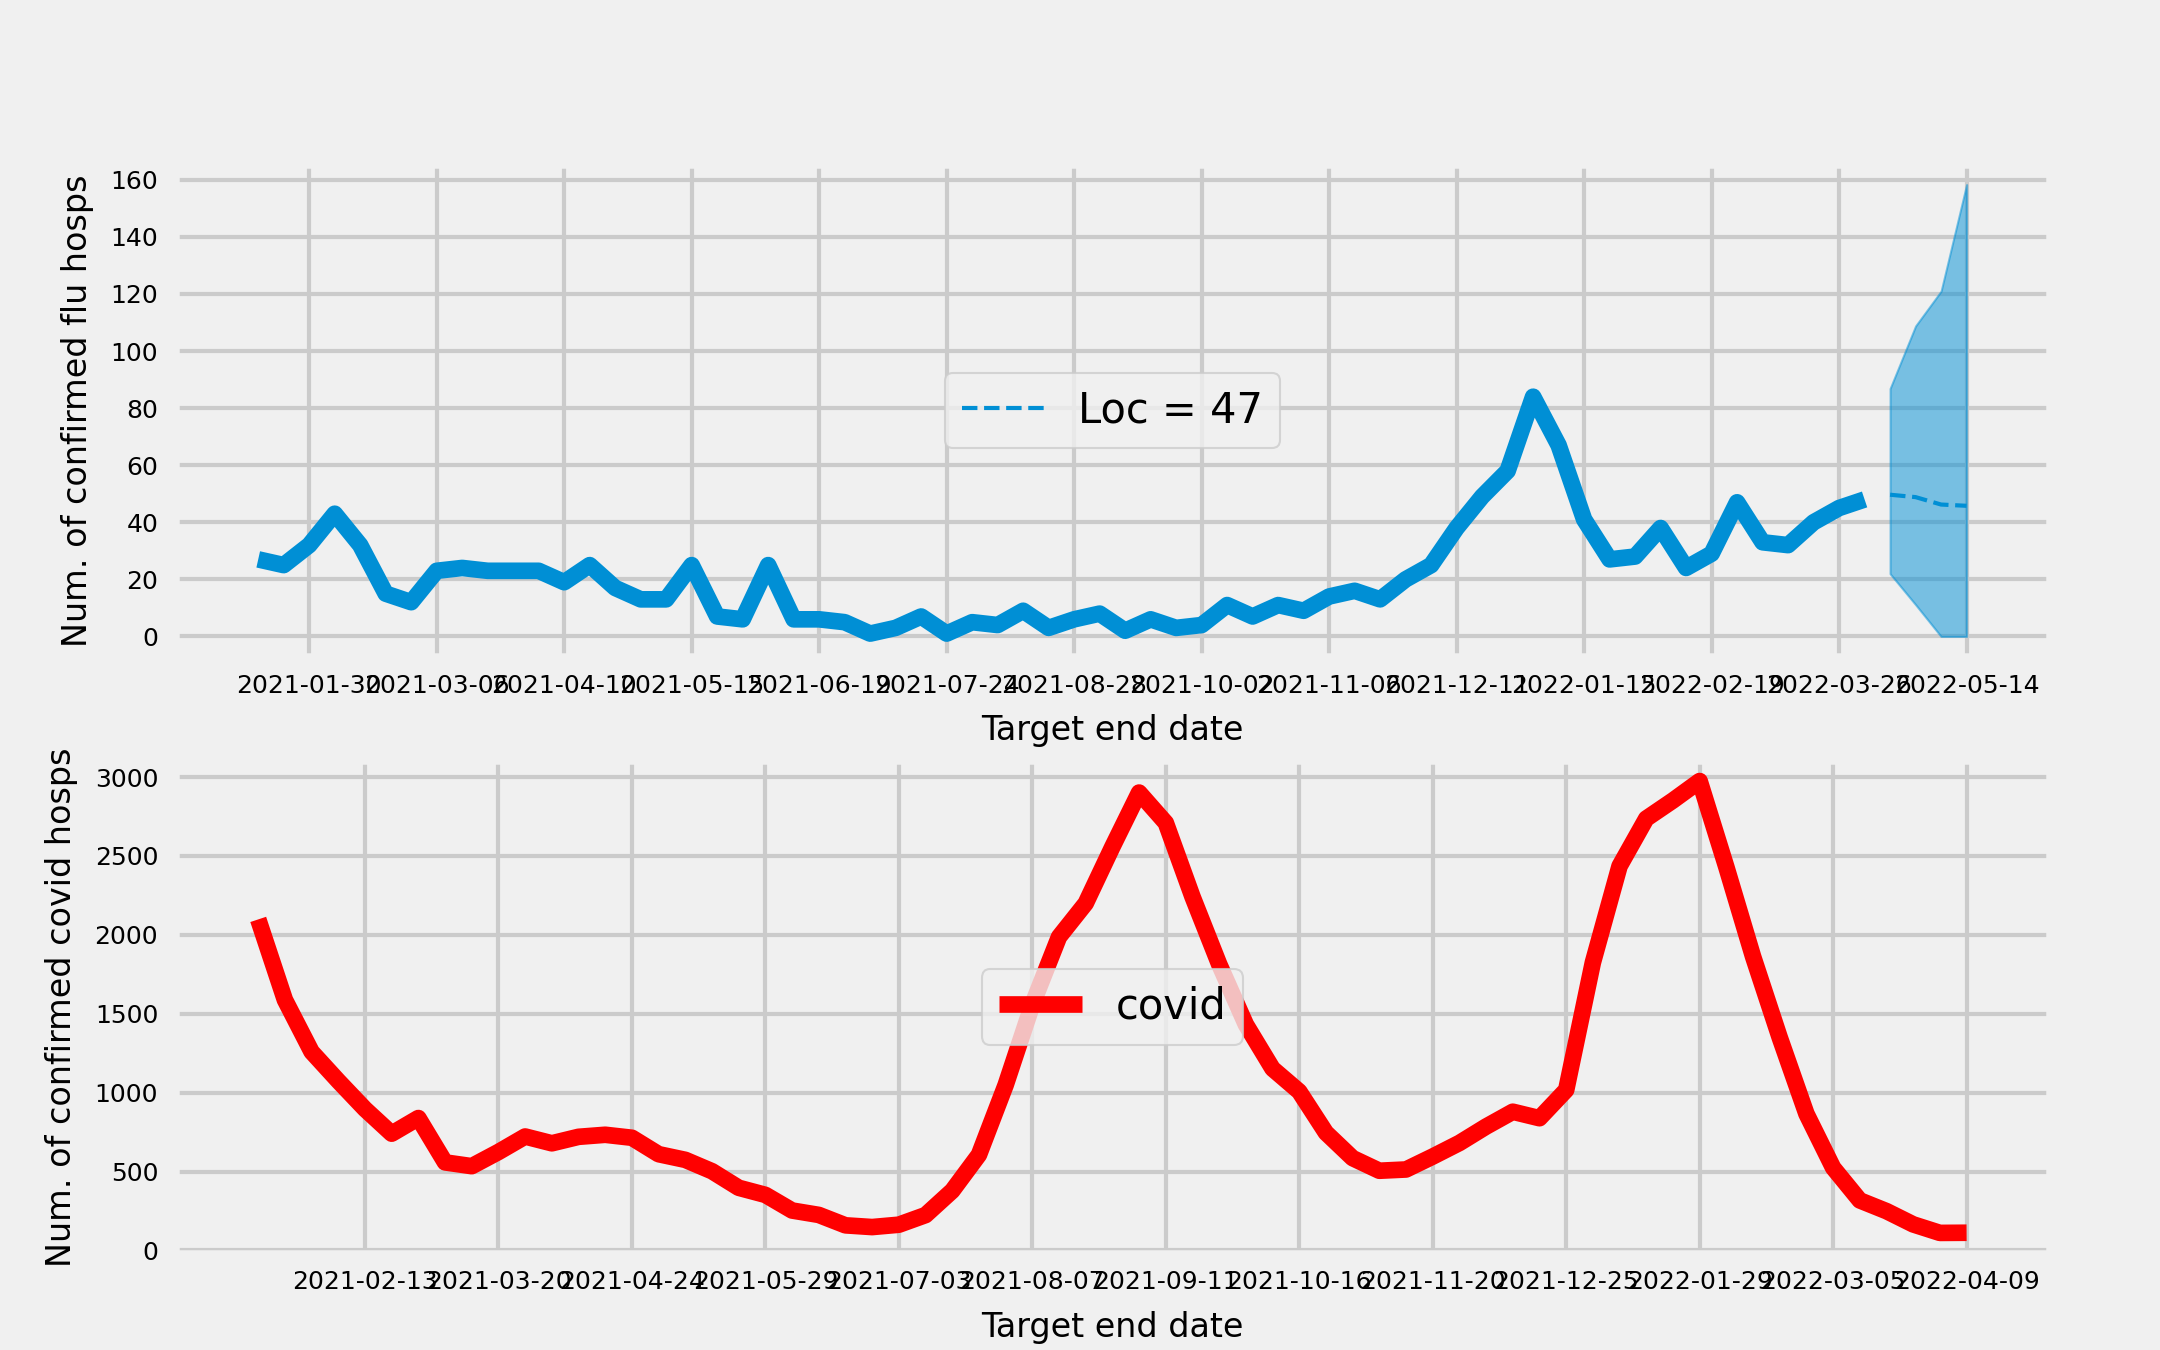 Num. of confirmed flu hosps
160
140
120
100
80
60
40
20
0
Loc = 47
2021-01-30 2021-03-06 2021-04-10 2021-05-15 2021-06-19 2021-07-24 2021-08-28 2021-10-02 2021-11-06 2021-12-11 2022-01-15 2022-02-19 2022-03-26 2022-05-14
Target end date
Num. of confirmed covid hosps
3000
2500
2000
1500
1000
500
0
covid
2021-02-13 2021-03-20 2021-04-24 2021-05-29 2021-07-03 2021-08-07 2021-09-11 2021-10-16 2021-11-20 2021-12-25 2022-01-29 2022-03-05 2022-04-09
Target end date